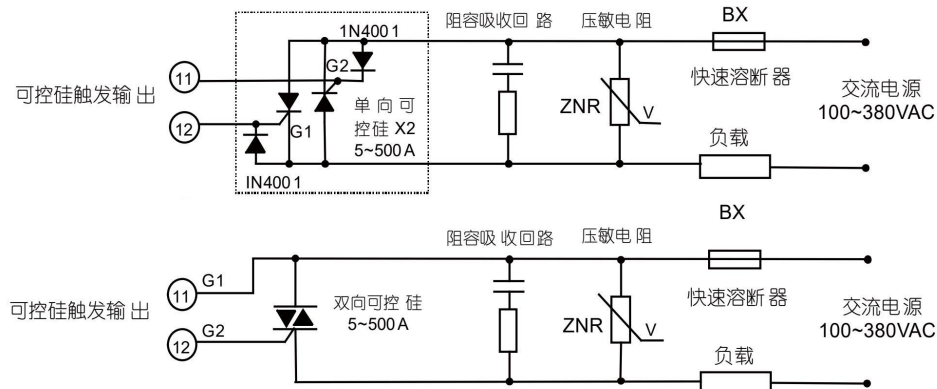 阻容吸收回路
压敏电阻
BX
1N4001
11
G2
快速溶断器
可控硅触发输出
单向可
控硅 X2
5~500A
ZNR
V
交流电源
100~380VAC
12
G1
负载
IN4001
BX
阻容吸收回路
压敏电阻
G1
11
可控硅触发输出
双向可控硅
5~500A
快速溶断器
交流电源
100~380VAC
ZNR
V
G2
12
负载